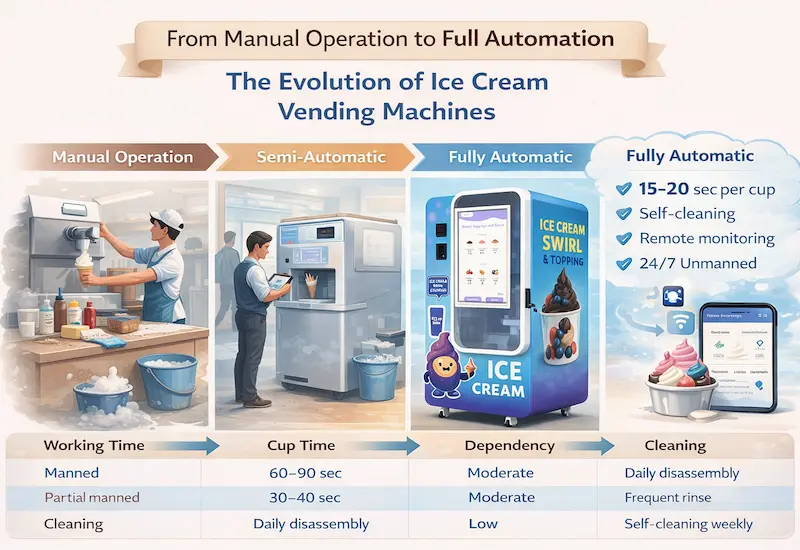 From Manual Operation to Full Automation
The Evolution of Ice Cream
Vending Machines
Manual Operation
Semi-Automatic
Fully Automatic
Fully Automatic
15–20 sec per cup
Self-cleaning
Remote monitoring
24/7 Unmanned
ICE CREAM
SWIRL
& TOPPING
ICE
CREAM
Working Time
Cup Time
Dependency
Cleaning
Manned
60–90 sec
Moderate
Daily disassembly
Partial manned
30–40 sec
Moderate
Frequent rinse
Cleaning
Daily disassembly
Low
Self-cleaning weekly